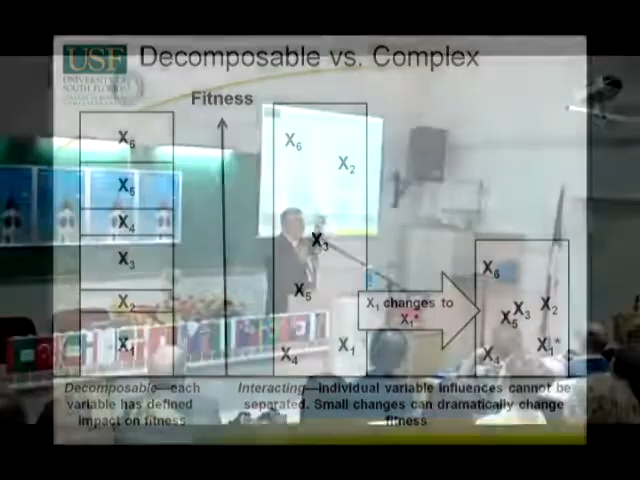 USF
UNIVERSITY OF
SOUTH FLORIDA
Decomposable vs. Complex
Fitness
X₆
X₅
X₄
X₃
X₂
X₁
X₆
X₂
X₃
X₅
X₄
X₁
X₁ changes to
X₁*
X₆
X₅
X₃
X₂
X₄
X₁*
Decomposable—each
variable has defined
impact on fitness
Interacting—individual variable influences cannot be
separated. Small changes can dramatically change
fitness